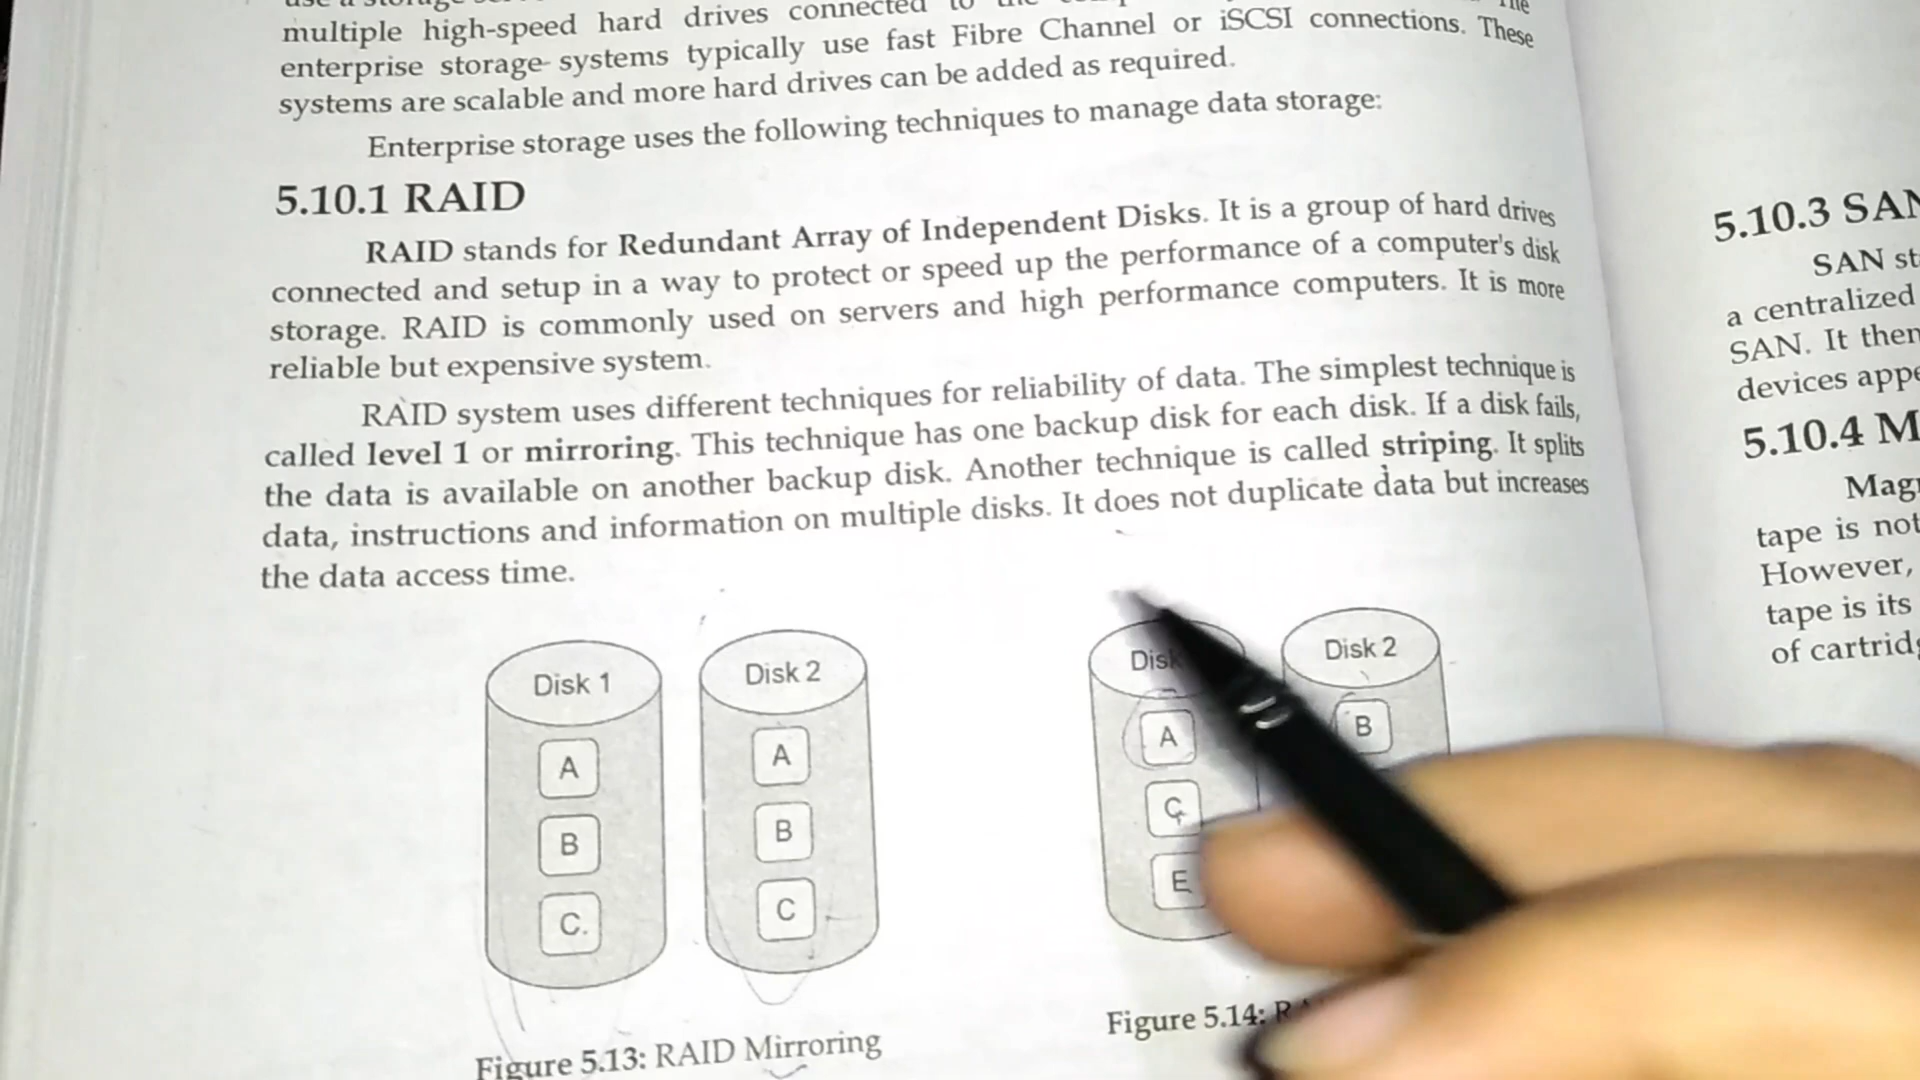 multiple high-speed hard drives connected to the
enterprise storage systems typically use fast Fibre Channel or iSCSI connections. These
systems are scalable and more hard drives can be added as required.
Enterprise storage uses the following techniques to manage data storage:
5.10.1 RAID
RAID stands for Redundant Array of Independent Disks. It is a group of hard drives
connected and setup in a way to protect or speed up the performance of a computer's disk
storage. RAID is commonly used on servers and high performance computers. It is more
reliable but expensive system.
RAID system uses different techniques for reliability of data. The simplest technique is
called level 1 or mirroring. This technique has one backup disk for each disk. If a disk fails,
the data is available on another backup disk. Another technique is called striping. It splits
data, instructions and information on multiple disks. It does not duplicate data but increases
the data access time.
Disk 1
A
B
C.
Disk 2
A
B
C
Disk
A
C
E
Disk 2
B
Figure 5.13: RAID Mirroring
Figure 5.14:
5.10.3 SAN
SAN st
a centralized
SAN. It then
devices appe
5.10.4 M
Magn
tape is not
However,
tape is its
of cartridg